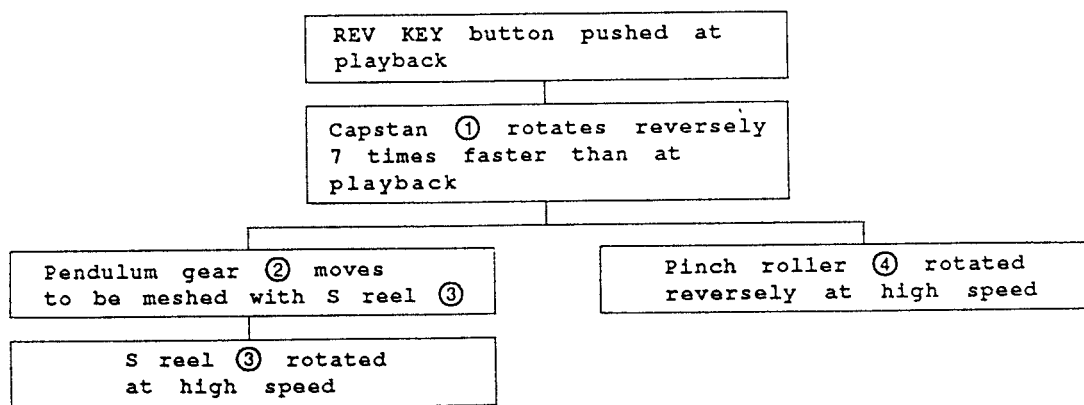 REV KEY button pushed at
playback
Capstan ① rotates reversely
7 times faster than at
playback
Pendulum gear ② moves
to be meshed with S reel ③
Pinch roller ④ rotated
reversely at high speed
S reel ③ rotated
at high speed